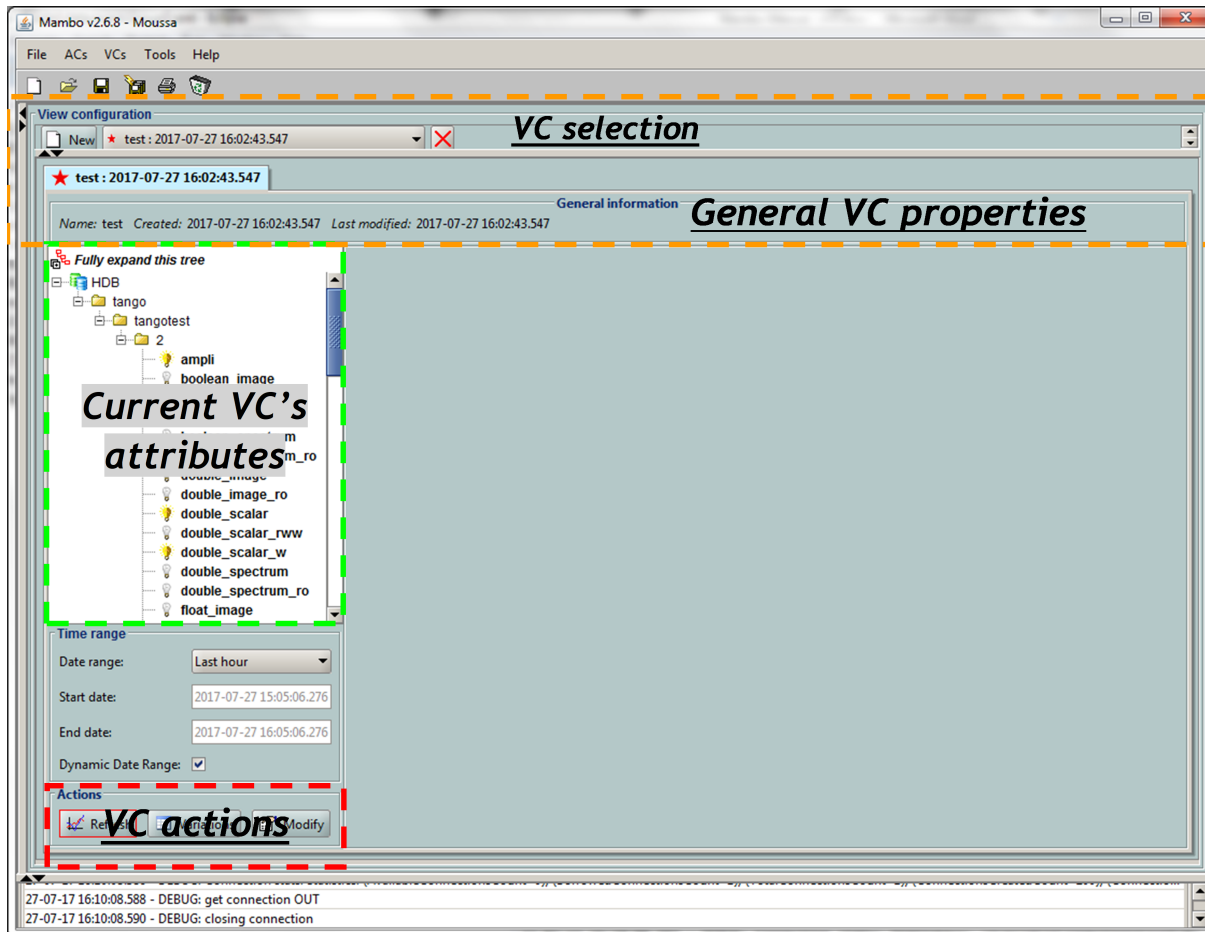 Mambo v2.6.8 - Moussa
File ACs VCs Tools Help
View configuration
VC selection
New test : 2017-07-27 16:02:43.547
test : 2017-07-27 16:02:43.547
General information
General VC properties
Name: test Created: 2017-07-27 16:02:43.547 Last modified: 2017-07-27 16:02:43.547
Fully expand this tree
HDB
tango
tangotest
2
ampli
boolean_image
Current VC's
attributes
double_image
double_image_ro
double_scalar
double_scalar_rww
double_scalar_w
double_spectrum
double_spectrum_ro
float_image
Time range
Date range: Last hour
Start date: 2017-07-27 15:05:06.276
End date: 2017-07-27 16:05:06.276
Dynamic Date Range:
Actions
VC actions
Refresh Variations Modify
27-07-17 16:10:08.588 - DEBUG: get connection OUT
27-07-17 16:10:08.590 - DEBUG: closing connection